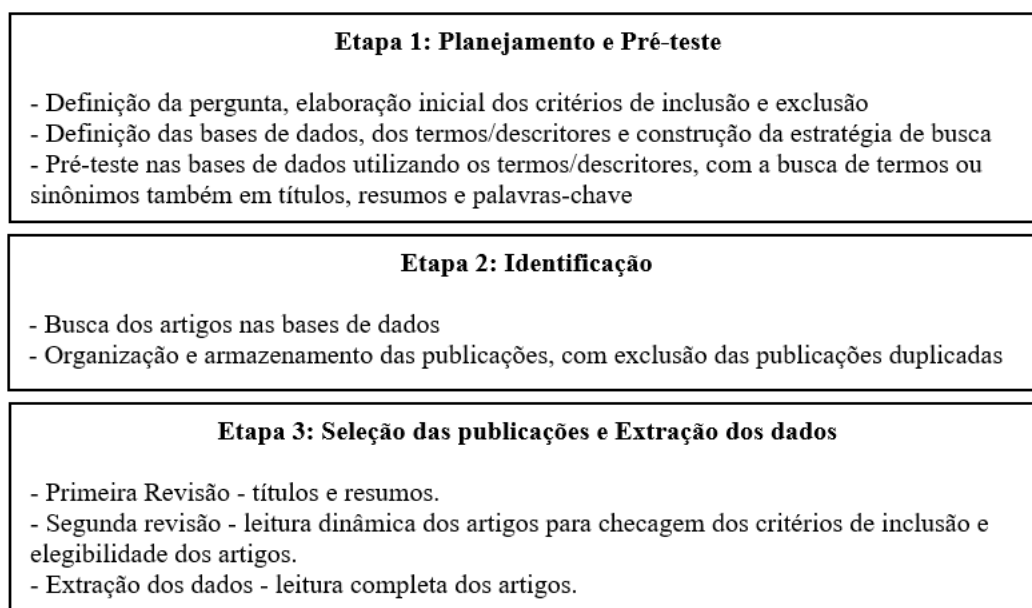 Etapa 1: Planejamento e Pré-teste
- Definição da pergunta, elaboração inicial dos critérios de inclusão e exclusão
- Definição das bases de dados, dos termos/descritores e construção da estratégia de busca
- Pré-teste nas bases de dados utilizando os termos/descritores, com a busca de termos ou
sinônimos também em títulos, resumos e palavras-chave
Etapa 2: Identificação
- Busca dos artigos nas bases de dados
- Organização e armazenamento das publicações, com exclusão das publicações duplicadas
Etapa 3: Seleção das publicações e Extração dos dados
- Primeira Revisão - títulos e resumos.
- Segunda revisão - leitura dinâmica dos artigos para checagem dos critérios de inclusão e
elegibilidade dos artigos.
- Extração dos dados - leitura completa dos artigos.